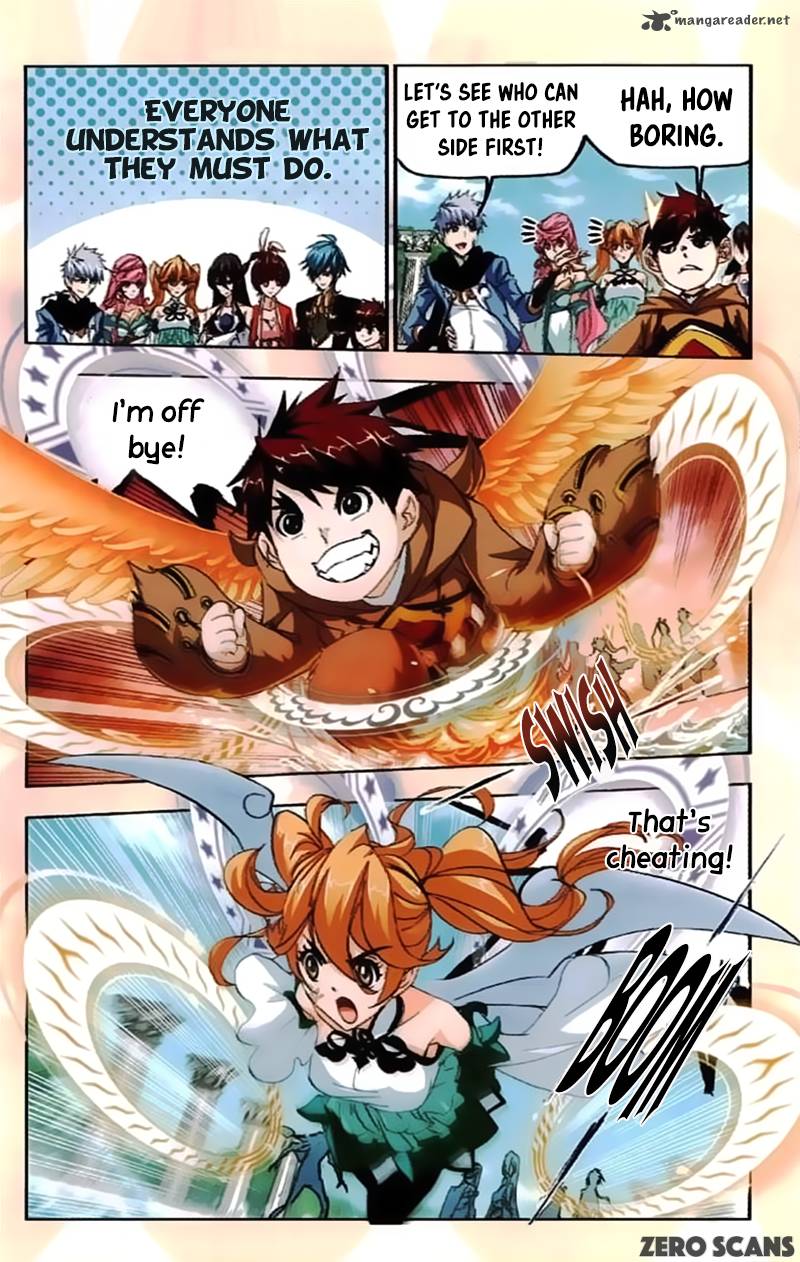 mangareader.net
EVERYONE
UNDERSTANDS WHAT
THEY MUST DO.
LET'S SEE WHO CAN
GET TO THE OTHER
SIDE FIRST!
HAH, HOW
BORING.
I'm off
bye!
SWISH
That's
cheating!
BOOM
ZERO SCANS